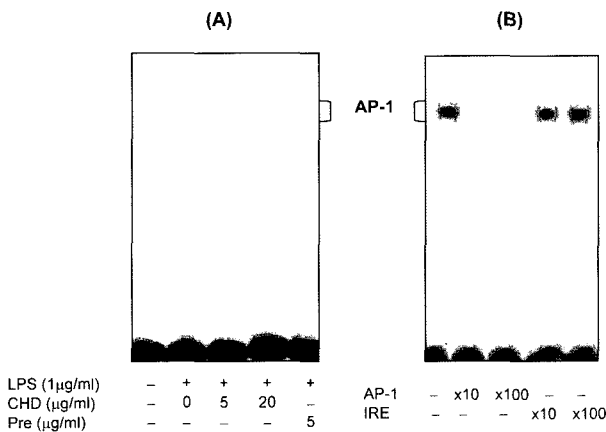 (A) (B)
AP-1
LPS (1μg/ml) – + + + +
CHD (μg/ml) – 0 5 20 –
Pre (μg/ml) – – – – 5
AP-1 – x10 x100 – –
IRE – – – x10 x100